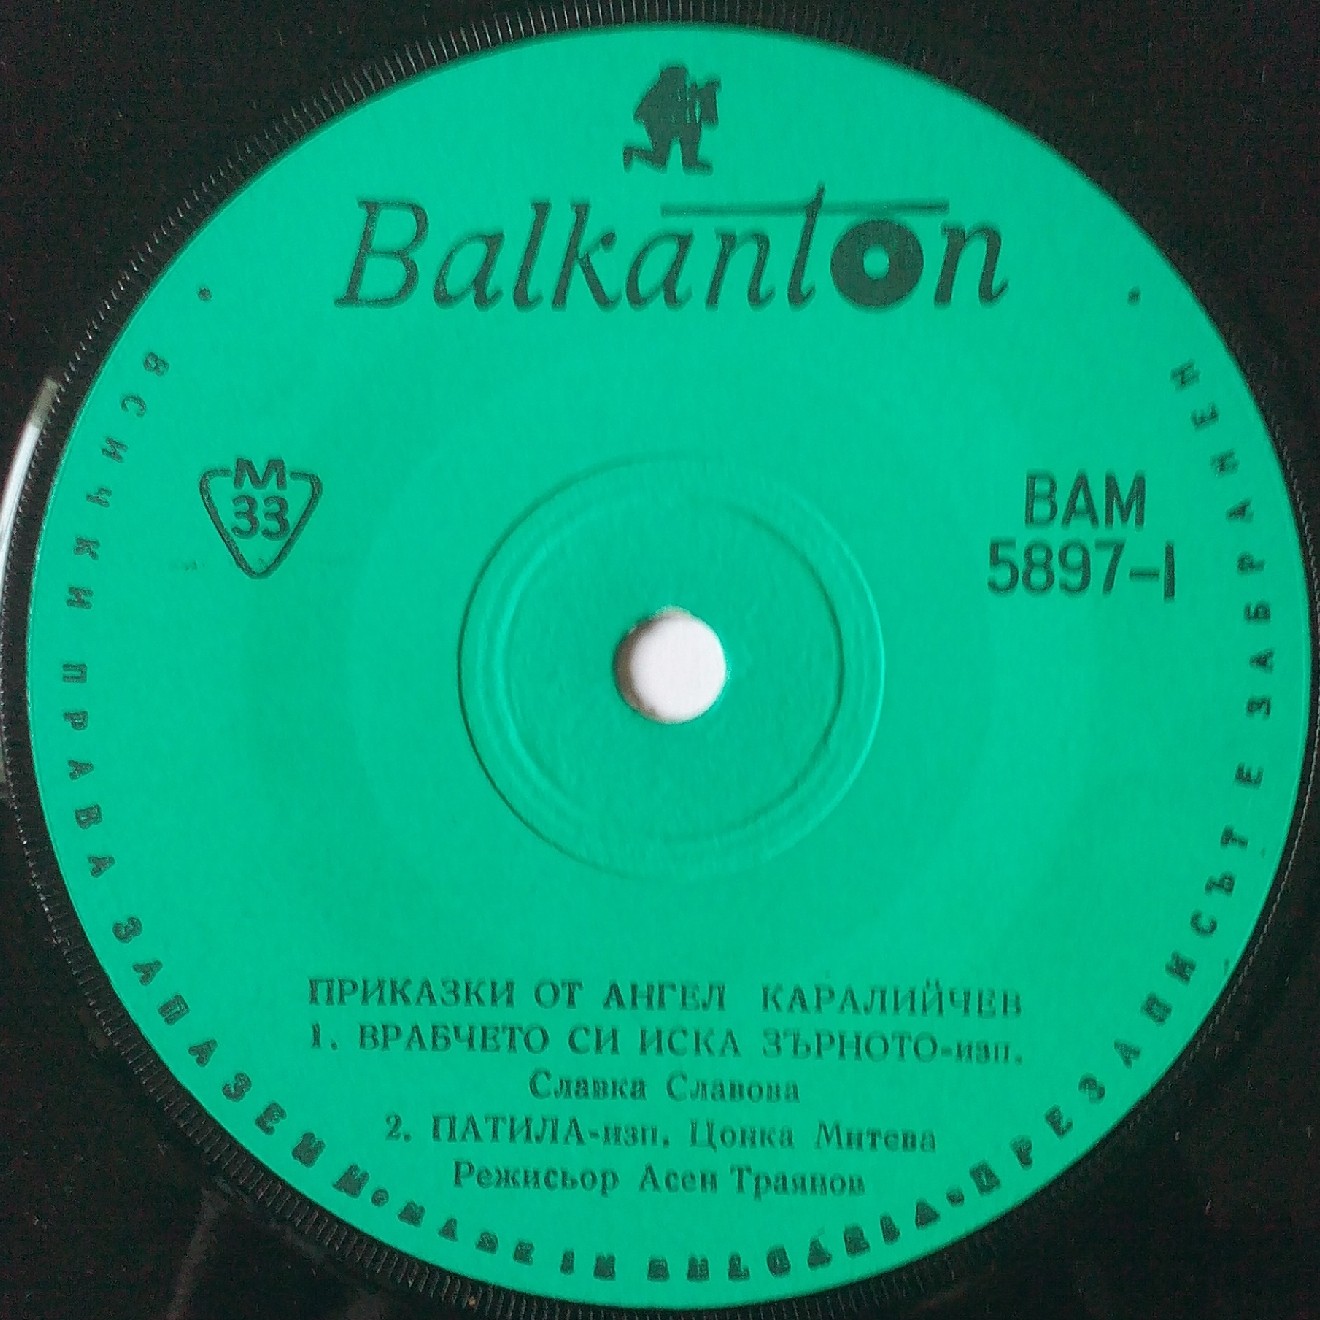 Balkanton
M
33
BAM
5897-I
ПРИКАЗКИ ОТ АНГЕЛ КАРАЛИЙЧЕВ
1. ВРАБЧЕТО СИ ИСКА ЗЪРНОТО-изп.
Славка Славова
2. ПАТИЛА-изп. Цонка Митева
Режисьор Асен Траянов
• ВСИЧКИ ПРАВА ЗАПАЗЕНИ • MADE IN BULGARIA • ПРЕЗАПИСЪТ Е ЗАБРАНЕН •